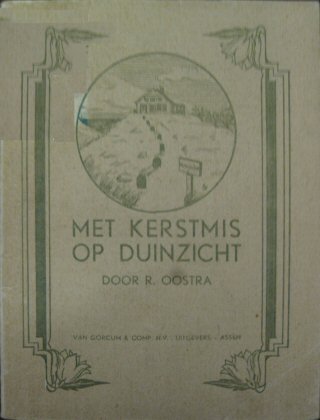 MET KERSTMIS
OP DUINZICHT
DOOR R. OOSTRA
VAN GORCUM & COMP. N.V. UITGEVERS - ASSEN